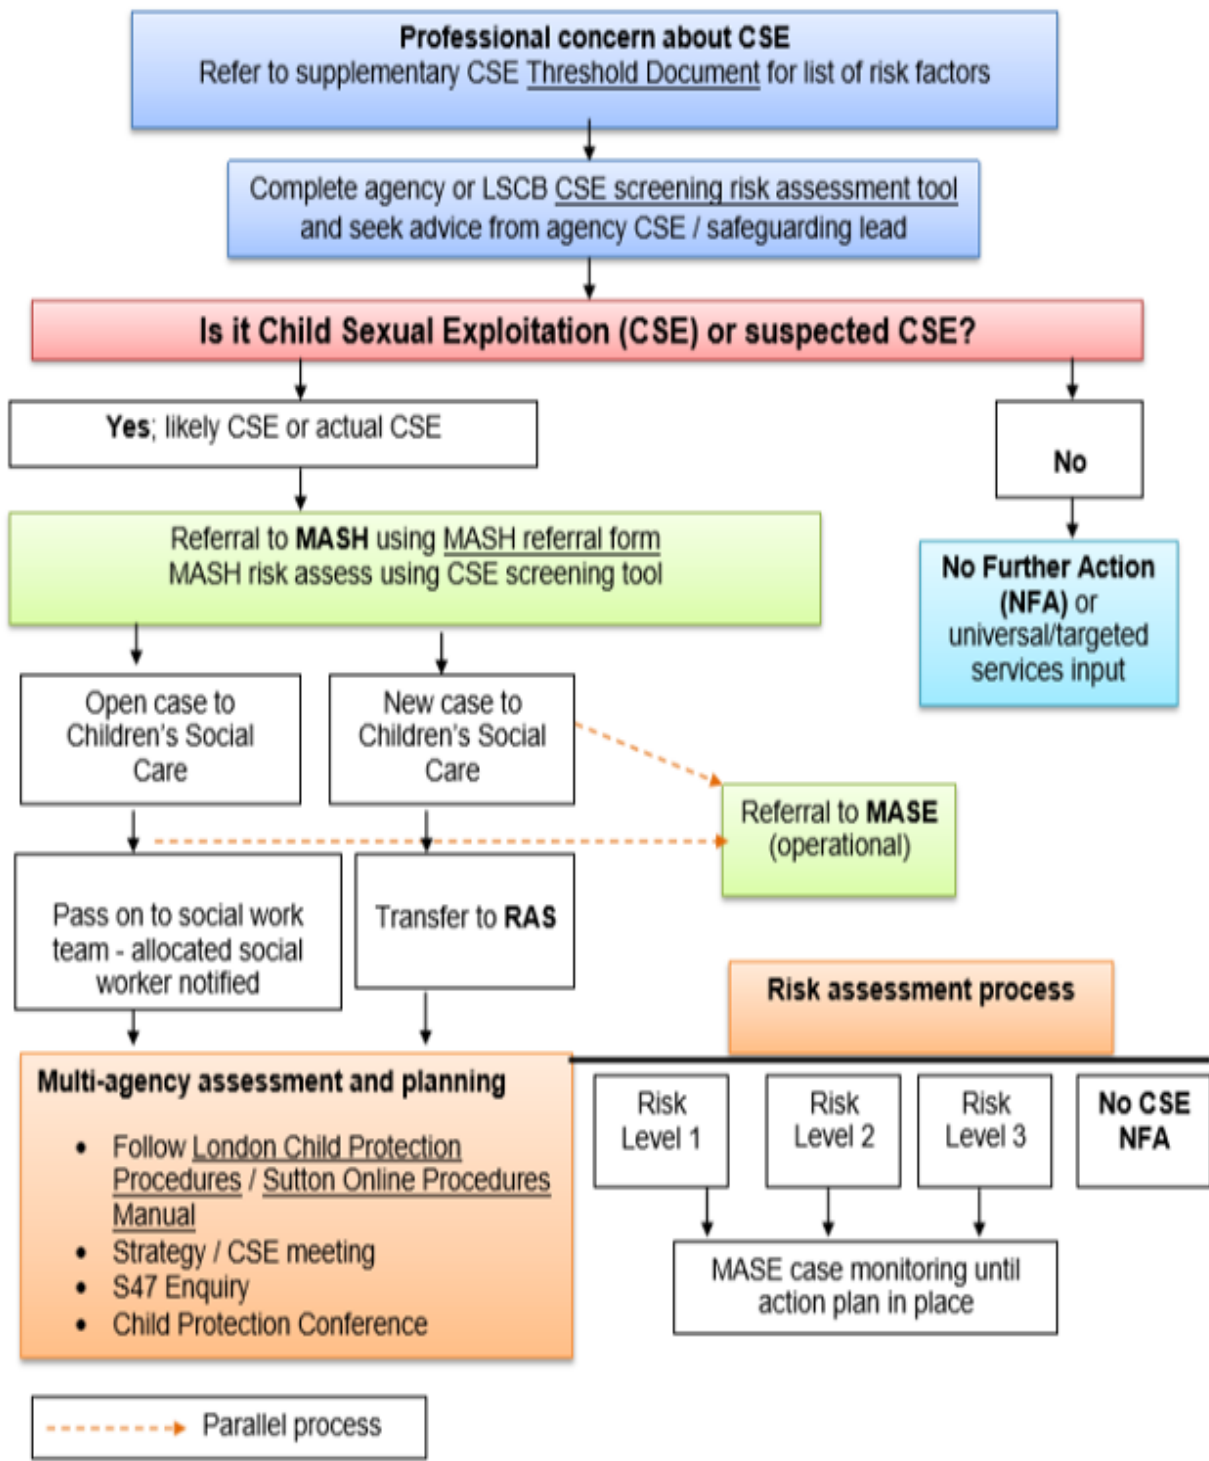 Professional concern about CSE
Refer to supplementary CSE Threshold Document for list of risk factors
Complete agency or LSCB CSE screening risk assessment tool
and seek advice from agency CSE / safeguarding lead
Is it Child Sexual Exploitation (CSE) or suspected CSE?
Yes; likely CSE or actual CSE
No
Referral to MASH using MASH referral form
MASH risk assess using CSE screening tool
No Further Action
(NFA) or
universal/targeted
services input
Open case to
Children's Social
Care
New case to
Children's Social
Care
Referral to MASE
(operational)
Pass on to social work
team - allocated social
worker notified
Transfer to RAS
Risk assessment process
Multi-agency assessment and planning
• Follow London Child Protection
Procedures / Sutton Online Procedures
Manual
• Strategy / CSE meeting
• S47 Enquiry
• Child Protection Conference
Risk
Level 1
Risk
Level 2
Risk
Level 3
No CSE
NFA
MASE case monitoring until
action plan in place
Parallel process